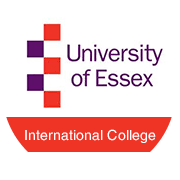 University
of Essex
International College